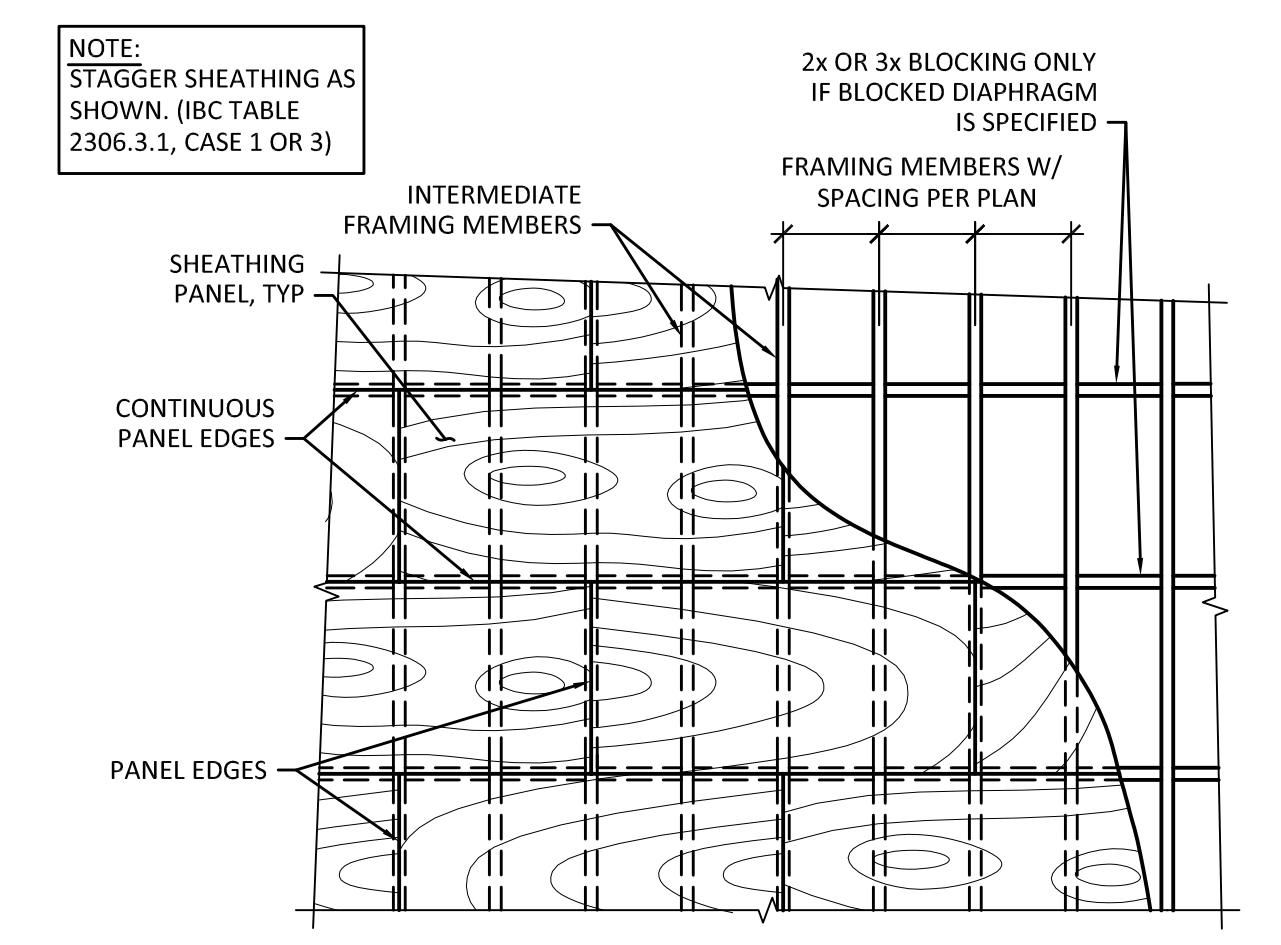 NOTE:
STAGGER SHEATHING AS
SHOWN. (IBC TABLE
2306.3.1, CASE 1 OR 3)
2x OR 3x BLOCKING ONLY
IF BLOCKED DIAPHRAGM
IS SPECIFIED
FRAMING MEMBERS W/
SPACING PER PLAN
INTERMEDIATE
FRAMING MEMBERS
SHEATHING
PANEL, TYP
CONTINUOUS
PANEL EDGES
PANEL EDGES